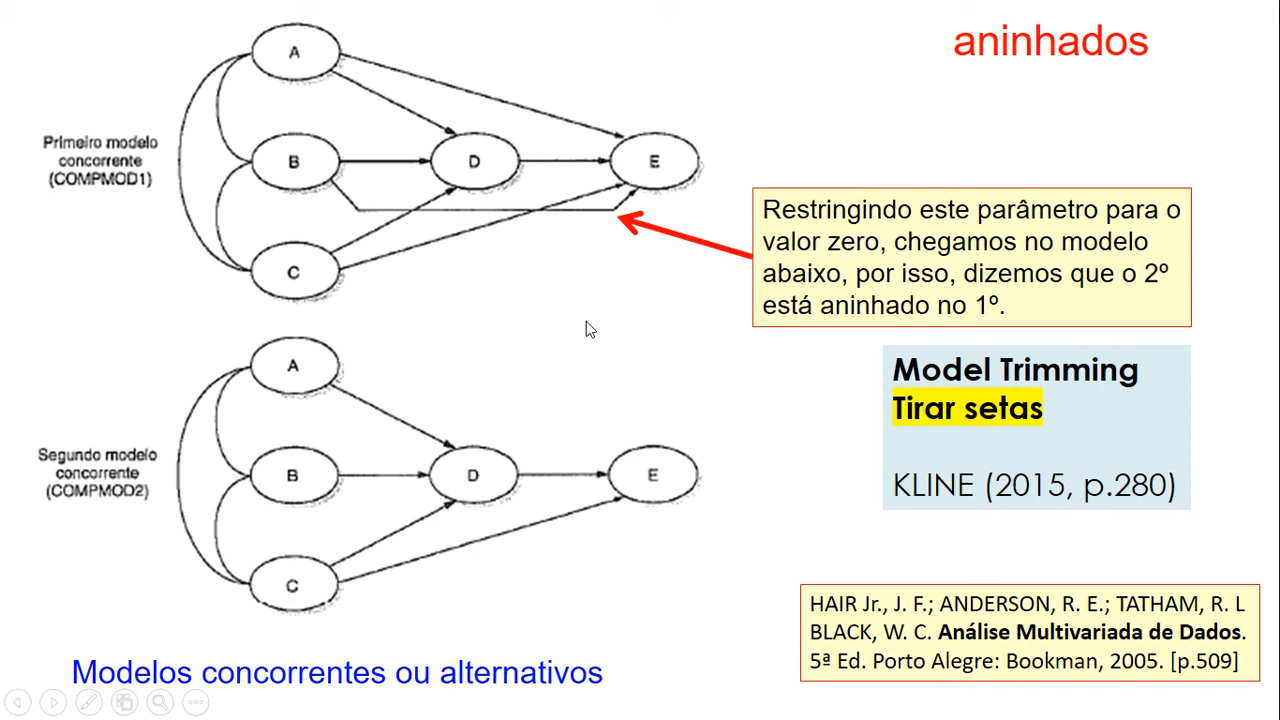 aninhados
A
Primeiro modelo
concorrente
(COMPMOD1)
B
D
E
C
Restringindo este parâmetro para o
valor zero, chegamos no modelo
abaixo, por isso, dizemos que o 2º
está aninhado no 1º.
A
Model Trimming
Tirar setas
KLINE (2015, p.280)
Segundo modelo
concorrente
(COMPMOD2)
B
D
E
C
HAIR Jr., J. F.; ANDERSON, R. E.; TATHAM, R. L
BLACK, W. C. Análise Multivariada de Dados.
5ª Ed. Porto Alegre: Bookman, 2005. [p.509]
Modelos concorrentes ou alternativos